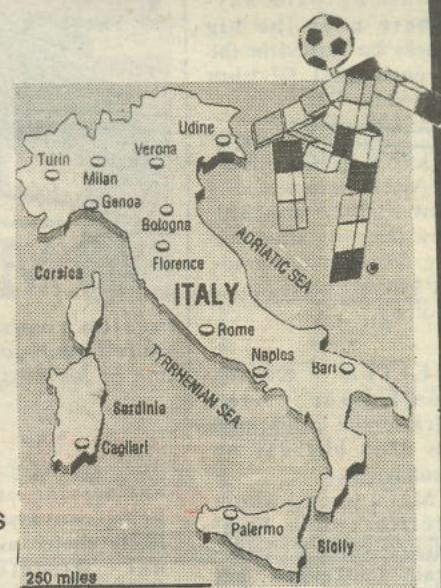 Udine
Verona
Turin
Milan
Genoa
Bologna
Florence
ADRIATIC SEA
Corsica
ITALY
Rome
TYRRHENIAN SEA
Naples
Bari
Sardinia
Cagliari
S
Palermo
Sicily
250 miles